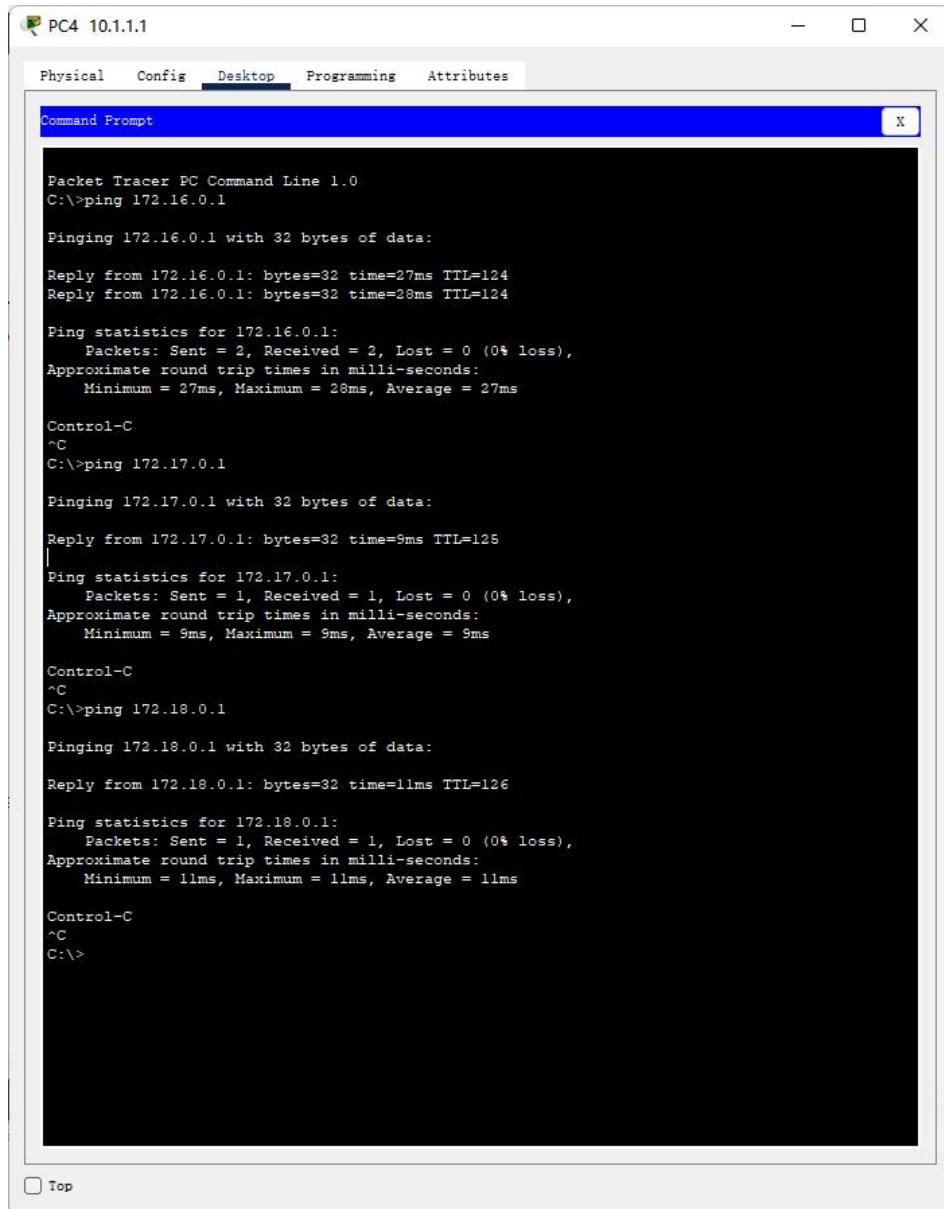 PC4 10.1.1.1
Physical Config Desktop Programming Attributes
Command Prompt X
Packet Tracer PC Command Line 1.0
C:\>ping 172.16.0.1
Pinging 172.16.0.1 with 32 bytes of data:
Reply from 172.16.0.1: bytes=32 time=27ms TTL=124
Reply from 172.16.0.1: bytes=32 time=28ms TTL=124
Ping statistics for 172.16.0.1:
Packets: Sent = 2, Received = 2, Lost = 0 (0% loss),
Approximate round trip times in milli-seconds:
Minimum = 27ms, Maximum = 28ms, Average = 27ms
Control-C
^C
C:\>ping 172.17.0.1
Pinging 172.17.0.1 with 32 bytes of data:
Reply from 172.17.0.1: bytes=32 time=9ms TTL=125
Ping statistics for 172.17.0.1:
Packets: Sent = 1, Received = 1, Lost = 0 (0% loss),
Approximate round trip times in milli-seconds:
Minimum = 9ms, Maximum = 9ms, Average = 9ms
Control-C
^C
C:\>ping 172.18.0.1
Pinging 172.18.0.1 with 32 bytes of data:
Reply from 172.18.0.1: bytes=32 time=11ms TTL=126
Ping statistics for 172.18.0.1:
Packets: Sent = 1, Received = 1, Lost = 0 (0% loss),
Approximate round trip times in milli-seconds:
Minimum = 11ms, Maximum = 11ms, Average = 11ms
Control-C
^C
C:\>
Top